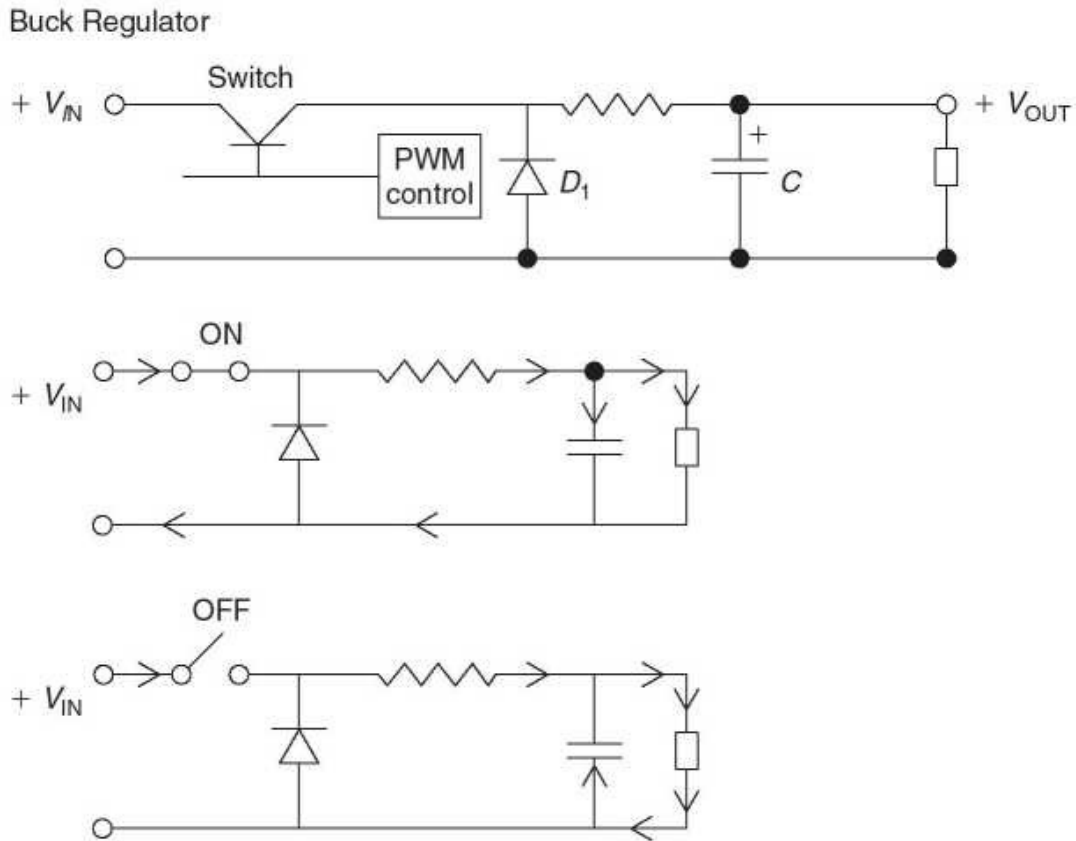 Buck Regulator
Switch
+ VIN
+ VOUT
PWM
control
D1
+
C
ON
+ VIN
OFF
+ VIN